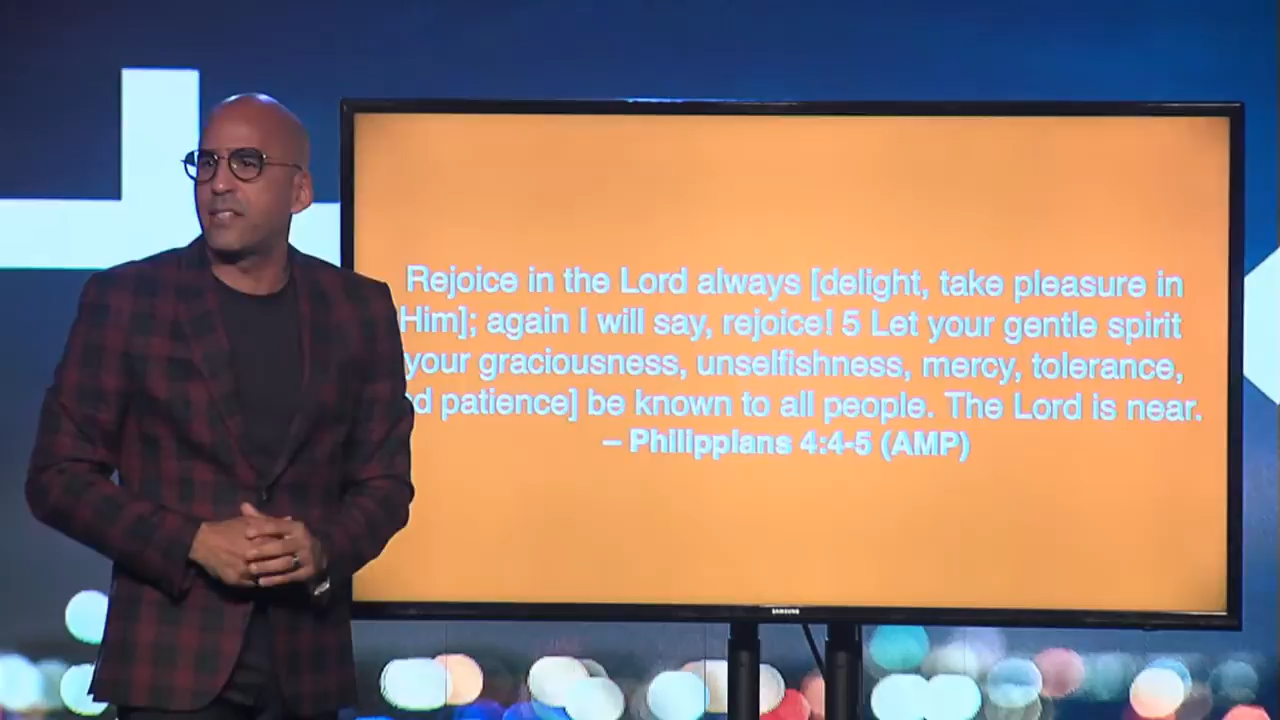 Rejoice in the Lord always [delight, take pleasure in
Him]; again I will say, rejoice! 5 Let your gentle spirit
your graciousness, unselfishness, mercy, tolerance,
patience] be known to all people. The Lord is near.
– Philippians 4:4-5 (AMP)
SAMSUNG